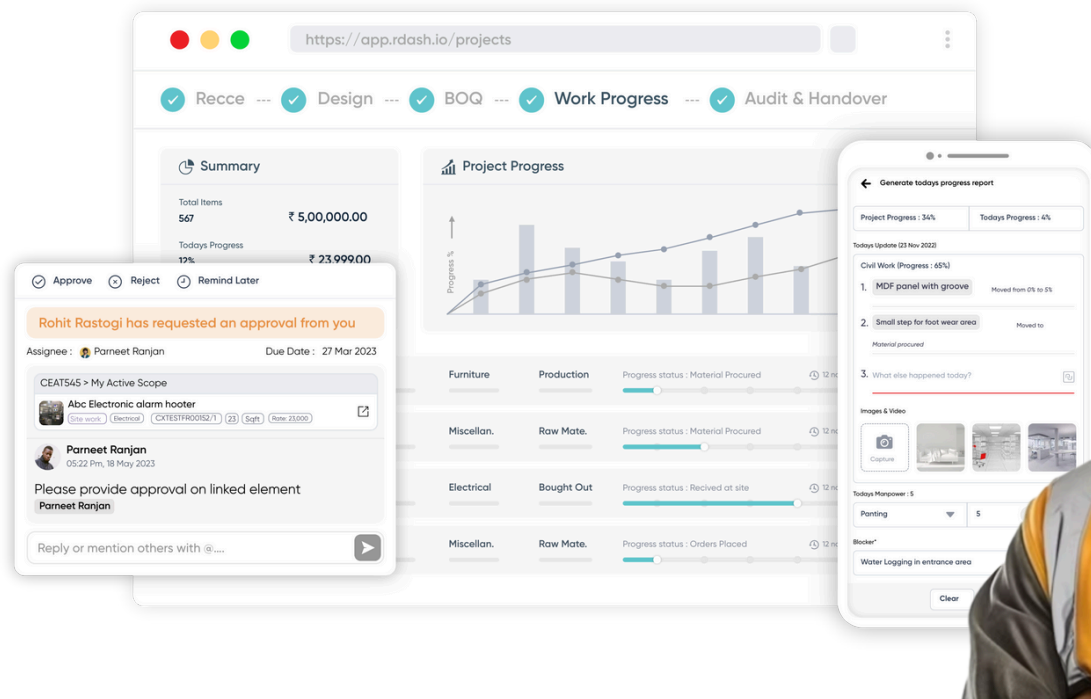 https://app.rdash.io/projects
Recce --- Design --- BOQ --- Work Progress --- Audit & Handover
Summary
Total Items
567
₹ 5,00,000.00
Todays Progress
12%
₹ 23,999.00
Project Progress
Progress %
Furniture Production Progress status : Material Procured
Miscellan. Raw Mate. Progress status : Material Procured
Electrical Bought Out Progress status : Recived at site
Miscellan. Raw Mate. Progress status : Orders Placed
Approve Reject Remind Later
Rohit Rastogi has requested an approval from you
Assignee : Parneet Ranjan Due Date : 27 Mar 2023
CEAT545 > My Active Scope
Abc Electronic alarm hooter
Site work Electrical CXTESTFR00152/1 23 Sqft Rate: 23,000
Parneet Ranjan
05:22 Pm, 18 May 2023
Please provide approval on linked element
Parneet Ranjan
Reply or mention others with @....
Generate todays progress report
Project Progress : 34% Todays Progress : 4%
Todays Update (23 Nov 2022)
Civil Work (Progress : 65%)
1. MDF panel with groove Moved from 0% to 5%
2. Small step for foot wear area Moved to
Material procured
3. What else happened today?
Images & Video
Capture
Todays Manpower : 5
Panting 5
Blocker*
Water Logging in entrance area
Clear